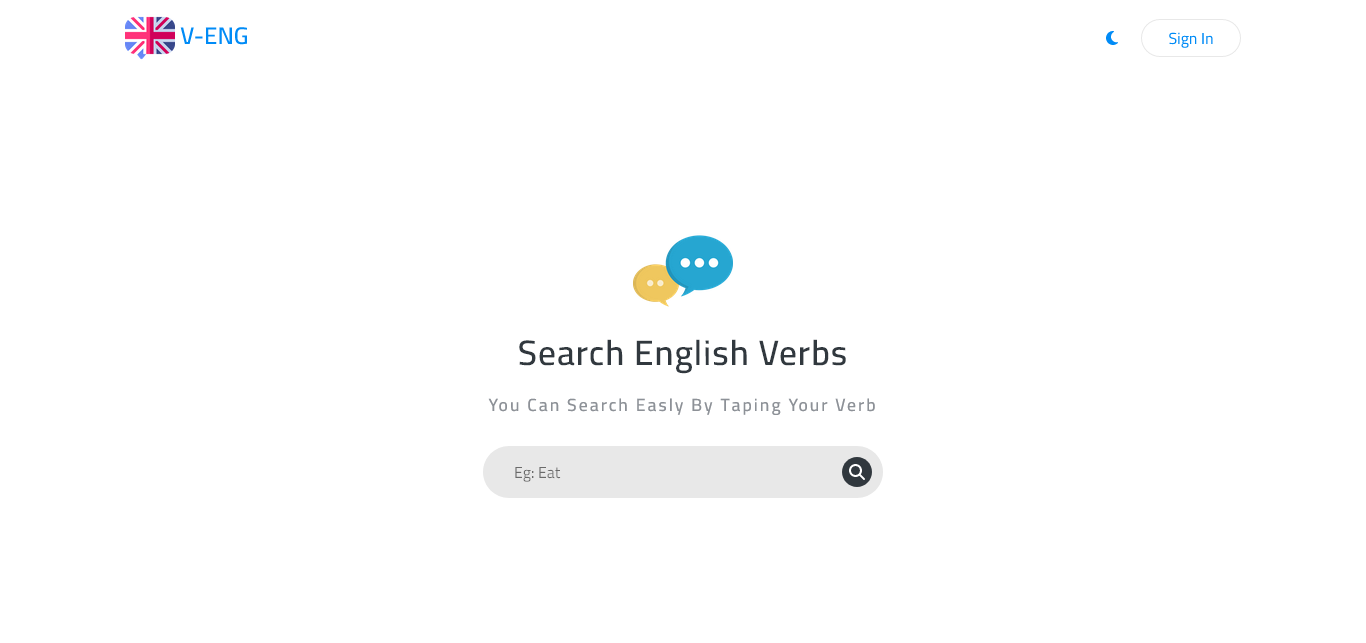 V-ENG
Sign In
Search English Verbs
You Can Search Easly By Taping Your Verb
Eg: Eat